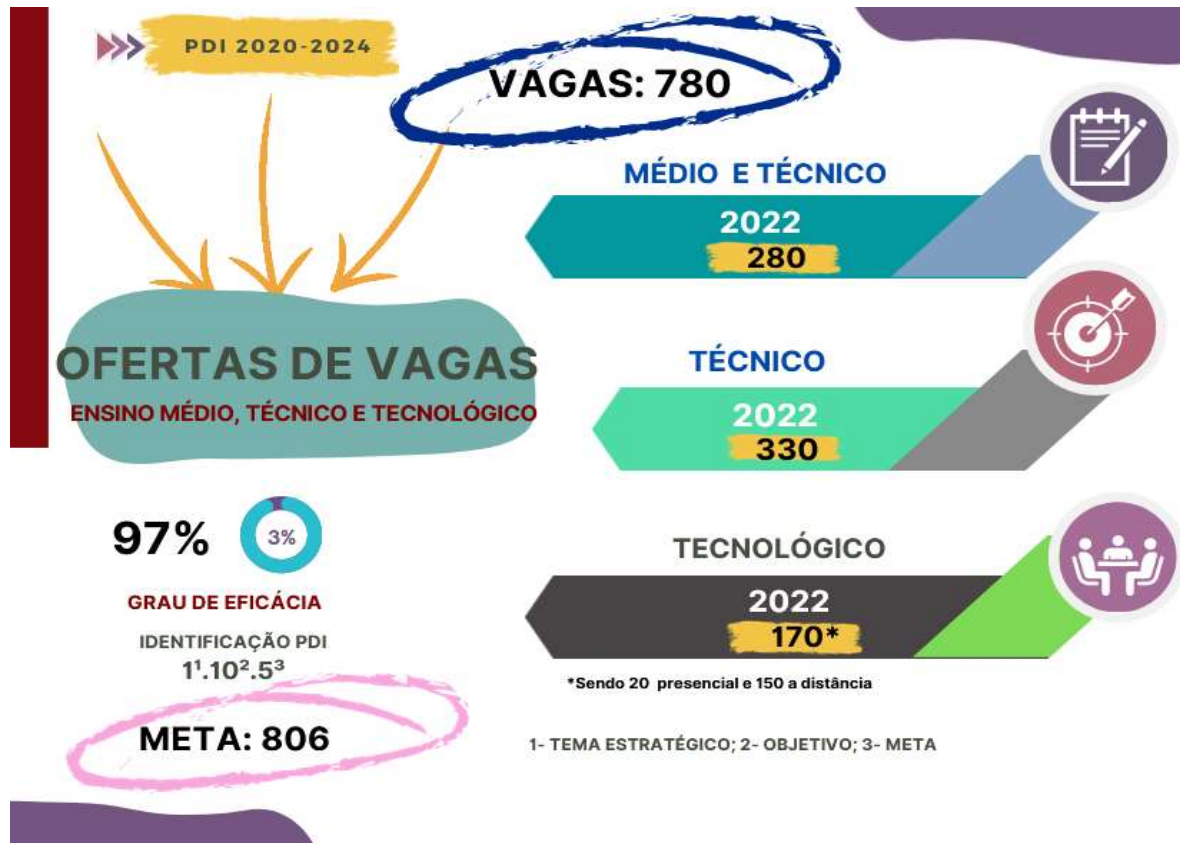 PDI 2020-2024
VAGAS: 780
OFERTAS DE VAGAS
ENSINO MÉDIO, TÉCNICO E TECNOLÓGICO
97%
3%
GRAU DE EFICÁCIA
IDENTIFICAÇÃO PDI
1¹.10².5³
META: 806
MÉDIO E TÉCNICO
2022
280
TÉCNICO
2022
330
TECNOLÓGICO
2022
170*
*Sendo 20 presencial e 150 a distância
1- TEMA ESTRATÉGICO; 2- OBJETIVO; 3- META